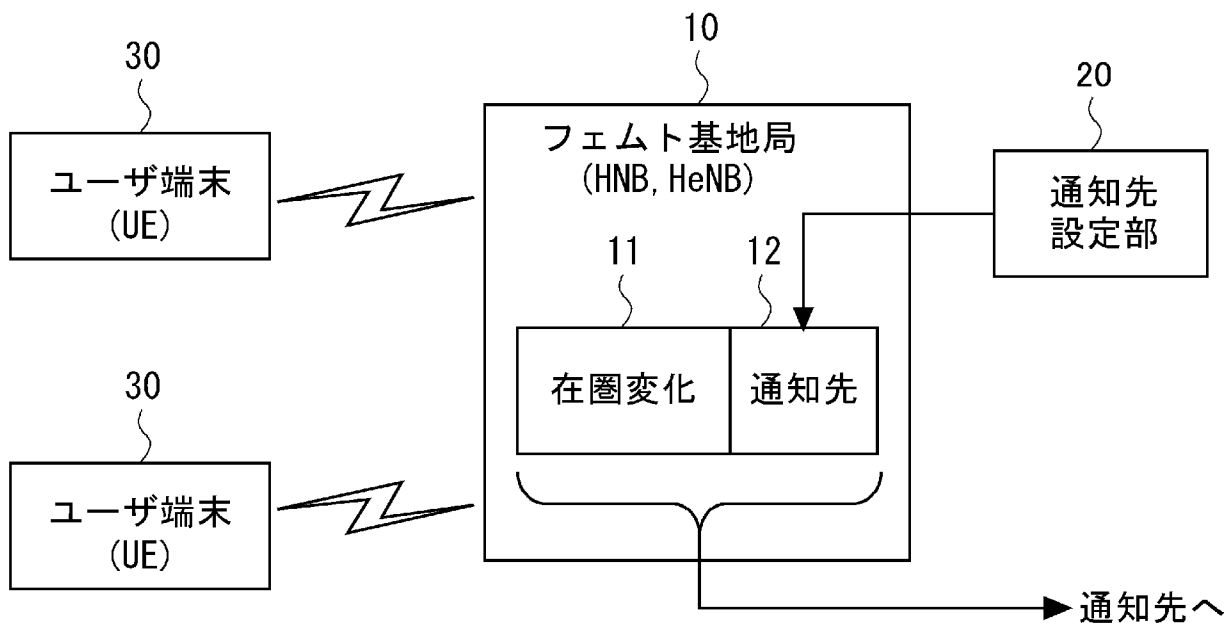 30
ユーザ端末
(UE)
10
フェムト基地局
(HNB, HeNB)
20
通知先
設定部
11
12
在圏変化
通知先
30
ユーザ端末
(UE)
通知先へ